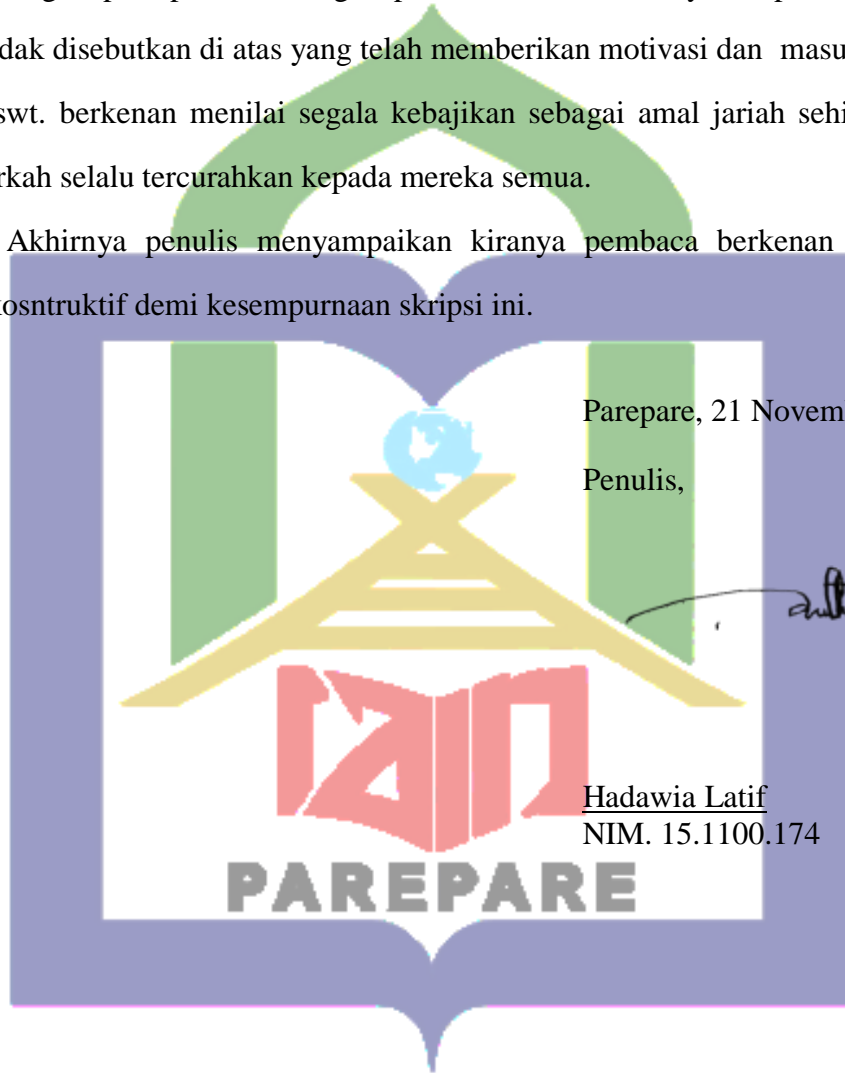 dak disebutkan di atas yang telah memberikan motivasi dan masu
swt. berkenan menilai segala kebajikan sebagai amal jariah sehi
rkah selalu tercurahkan kepada mereka semua.
Akhirnya penulis menyampaikan kiranya pembaca berkenan
kosntruktif demi kesempurnaan skripsi ini.
Parepare, 21 Novem
Penulis,
Hadawia Latif
NIM. 15.1100.174
iain
PAREPARE